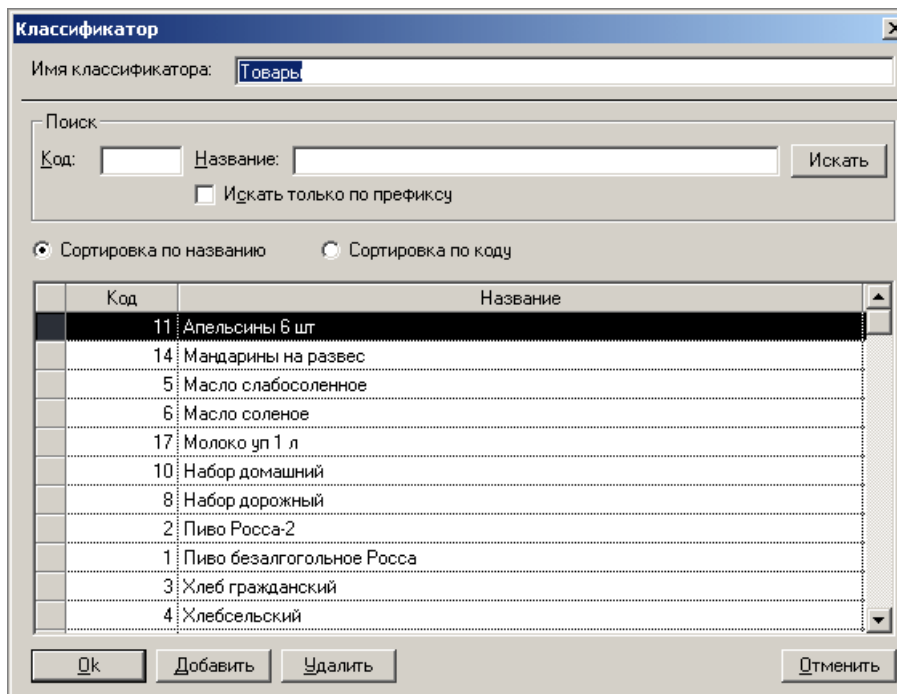 Классификатор
Имя классификатора: Товары
Поиск
Код: Название: Искать
Искать только по префиксу
Сортировка по названию Сортировка по коду
Код Название
11 Апельсины 6 шт
14 Мандарины на развес
5 Масло слабосоленное
6 Масло соленое
17 Молоко уп 1 л
10 Набор домашний
8 Набор дорожный
2 Пиво Росса-2
1 Пиво безалгогольное Росса
3 Хлеб гражданский
4 Хлебсельский
Ok Добавить Удалить Отменить